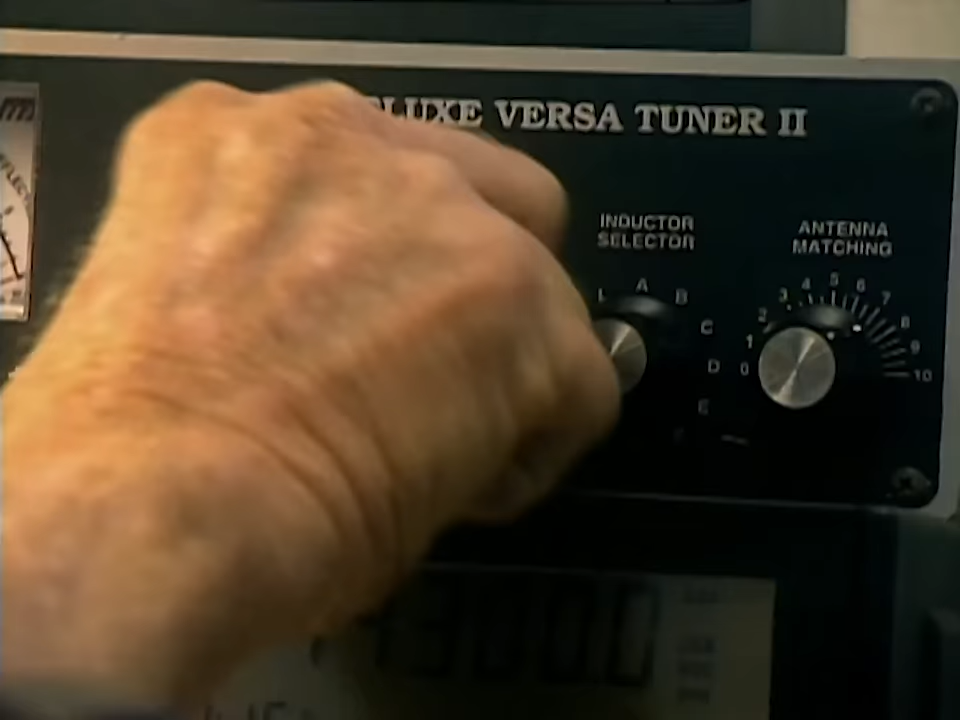 LUXE VERSA TUNER II
INDUCTOR
SELECTOR
ANTENNA
MATCHING
L A B C D E
0 1 2 3 4 5 6 7 8 9 10